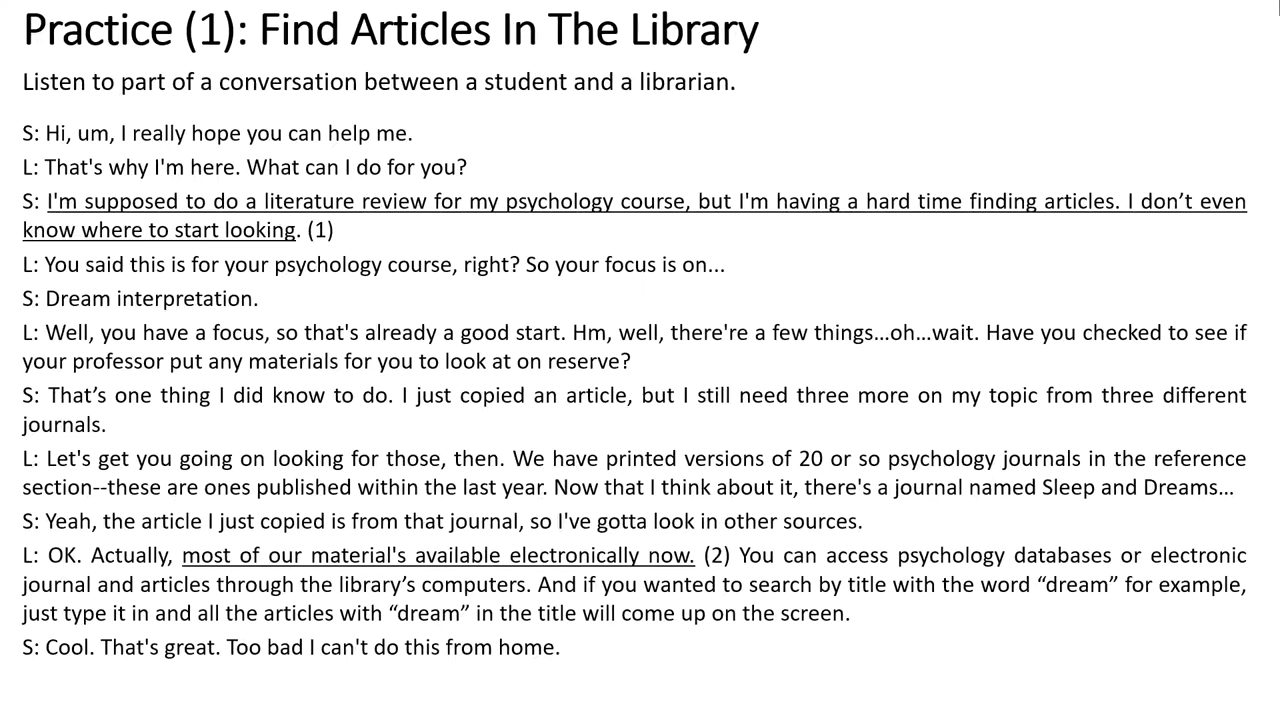 Practice (1): Find Articles In The Library
Listen to part of a conversation between a student and a librarian.
S: Hi, um, I really hope you can help me.
L: That's why I'm here. What can I do for you?
S: I'm supposed to do a literature review for my psychology course, but I'm having a hard time finding articles. I don’t even
know where to start looking. (1)
L: You said this is for your psychology course, right? So your focus is on...
S: Dream interpretation.
L: Well, you have a focus, so that's already a good start. Hm, well, there're a few things…oh…wait. Have you checked to see if
your professor put any materials for you to look at on reserve?
S: That’s one thing I did know to do. I just copied an article, but I still need three more on my topic from three different
journals.
L: Let's get you going on looking for those, then. We have printed versions of 20 or so psychology journals in the reference
section--these are ones published within the last year. Now that I think about it, there's a journal named Sleep and Dreams…
S: Yeah, the article I just copied is from that journal, so I've gotta look in other sources.
L: OK. Actually, most of our material's available electronically now. (2) You can access psychology databases or electronic
journal and articles through the library’s computers. And if you wanted to search by title with the word “dream” for example,
just type it in and all the articles with “dream” in the title will come up on the screen.
S: Cool. That's great. Too bad I can't do this from home.